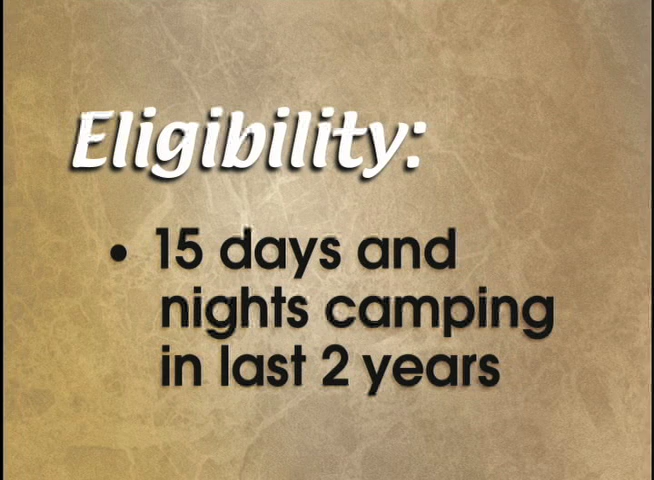 Eligibility:
• 15 days and
nights camping
in last 2 years